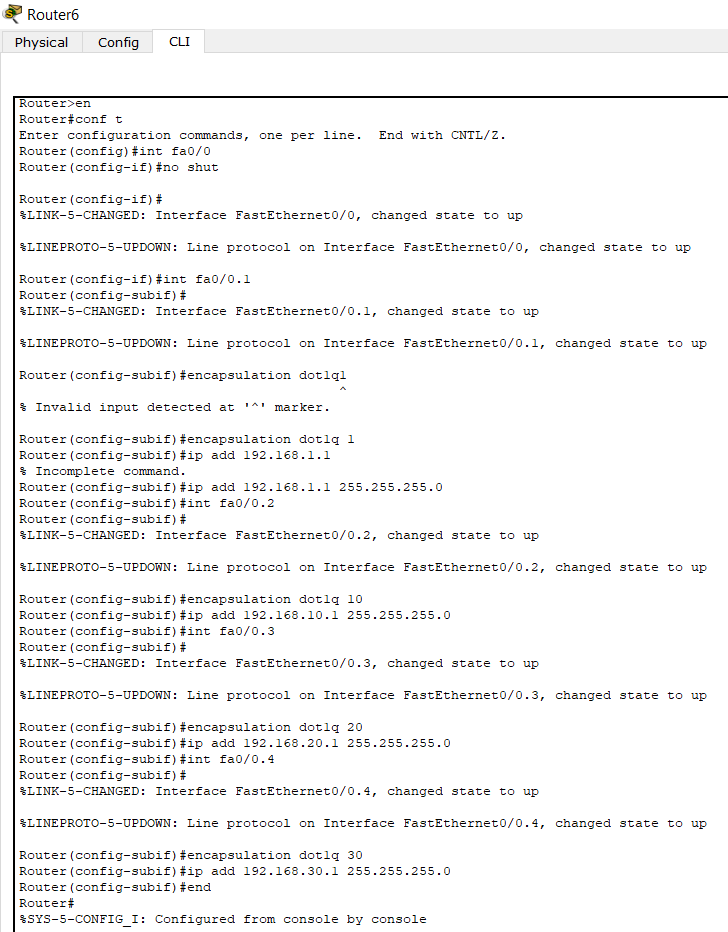 Router6
Physical Config CLI
Router>en
Router#conf t
Enter configuration commands, one per line.  End with CNTL/Z.
Router(config)#int fa0/0
Router(config-if)#no shut
Router(config-if)#
%LINK-5-CHANGED: Interface FastEthernet0/0, changed state to up
%LINEPROTO-5-UPDOWN: Line protocol on Interface FastEthernet0/0, changed state to up
Router(config-if)#int fa0/0.1
Router(config-subif)#
%LINK-5-CHANGED: Interface FastEthernet0/0.1, changed state to up
%LINEPROTO-5-UPDOWN: Line protocol on Interface FastEthernet0/0.1, changed state to up
Router(config-subif)#encapsulation dot1q1
^
% Invalid input detected at '^' marker.
Router(config-subif)#encapsulation dot1q 1
Router(config-subif)#ip add 192.168.1.1
% Incomplete command.
Router(config-subif)#ip add 192.168.1.1 255.255.255.0
Router(config-subif)#int fa0/0.2
Router(config-subif)#
%LINK-5-CHANGED: Interface FastEthernet0/0.2, changed state to up
%LINEPROTO-5-UPDOWN: Line protocol on Interface FastEthernet0/0.2, changed state to up
Router(config-subif)#encapsulation dot1q 10
Router(config-subif)#ip add 192.168.10.1 255.255.255.0
Router(config-subif)#int fa0/0.3
Router(config-subif)#
%LINK-5-CHANGED: Interface FastEthernet0/0.3, changed state to up
%LINEPROTO-5-UPDOWN: Line protocol on Interface FastEthernet0/0.3, changed state to up
Router(config-subif)#encapsulation dot1q 20
Router(config-subif)#ip add 192.168.20.1 255.255.255.0
Router(config-subif)#int fa0/0.4
Router(config-subif)#
%LINK-5-CHANGED: Interface FastEthernet0/0.4, changed state to up
%LINEPROTO-5-UPDOWN: Line protocol on Interface FastEthernet0/0.4, changed state to up
Router(config-subif)#encapsulation dot1q 30
Router(config-subif)#ip add 192.168.30.1 255.255.255.0
Router(config-subif)#end
Router#
%SYS-5-CONFIG_I: Configured from console by console